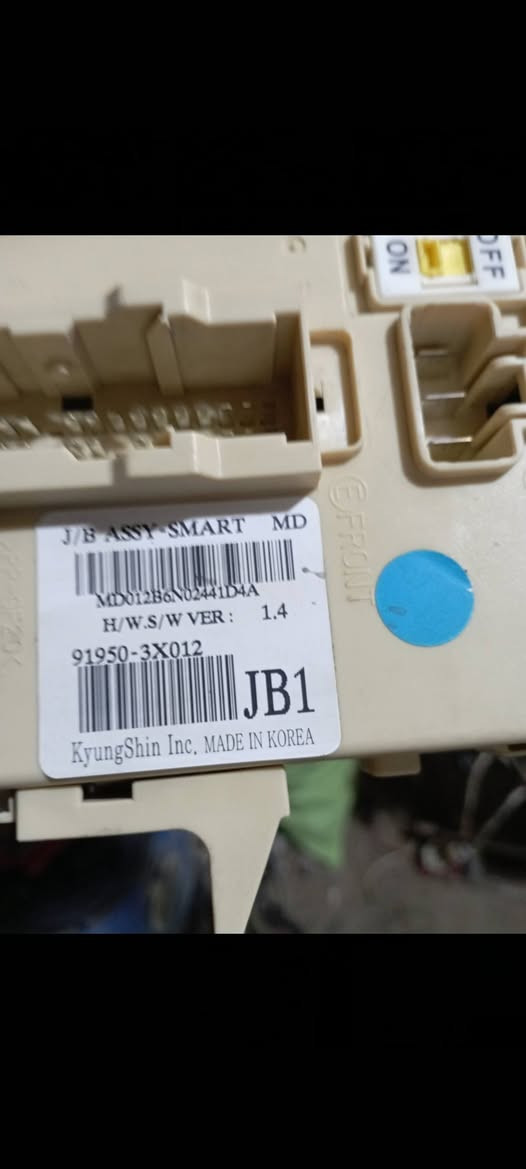 ON
OFF
J/B ASSY-SMART MD
MD012B6N02441D4A
H/W.S/W VER : 1.4
91950-3X012
JB1
KyungShin Inc. MADE IN KOREA
E.FRONT